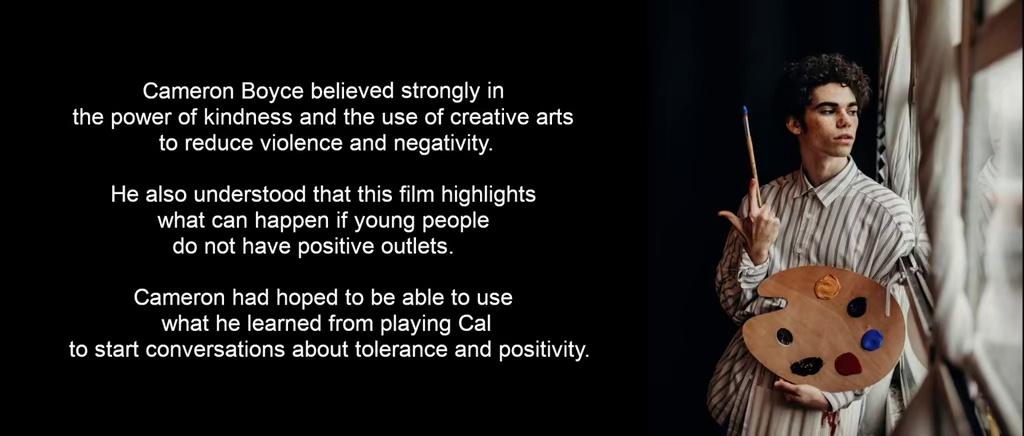 Cameron Boyce believed strongly in
the power of kindness and the use of creative arts
to reduce violence and negativity.
He also understood that this film highlights
what can happen if young people
do not have positive outlets.
Cameron had hoped to be able to use
what he learned from playing Cal
to start conversations about tolerance and positivity.